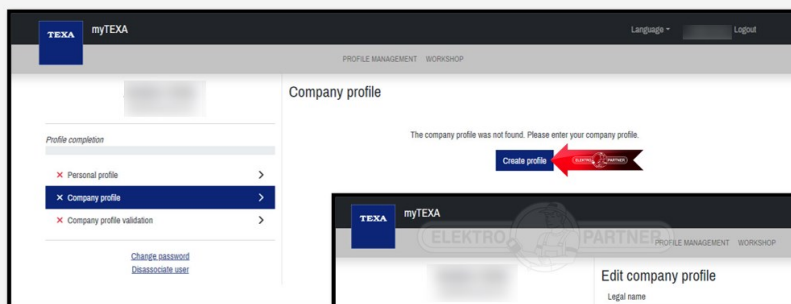 TEXA
myTEXA
Language
Logout
PROFILE MANAGEMENT WORKSHOP
Company profile
Profile completion
The company profile was not found. Please enter your company profile.
Create profile
ELEKTRO PARTNER
× Personal profile
× Company profile
× Company profile validation
Change password
Disassociate user
TEXA
myTEXA
ELEKTRO PARTNER
PROFILE MANAGEMENT WORKSHOP
Edit company profile
Legal name